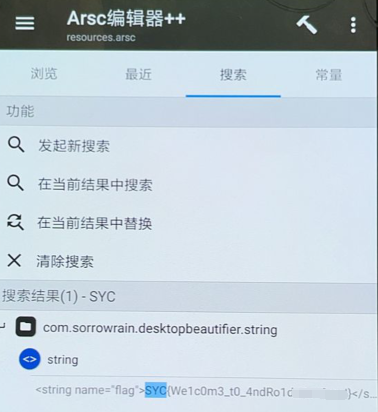 Arsc编辑器++
resources.arsc
浏览 最近 搜索 常量
功能
发起新搜索
在当前结果中搜索
在当前结果中替换
清除搜索
搜索结果(1) - SYC
com.sorrowrain.desktopbeautifier.string
string
<string name="flag">SYC{We1c0m3_t0_4ndRo1d }</s...